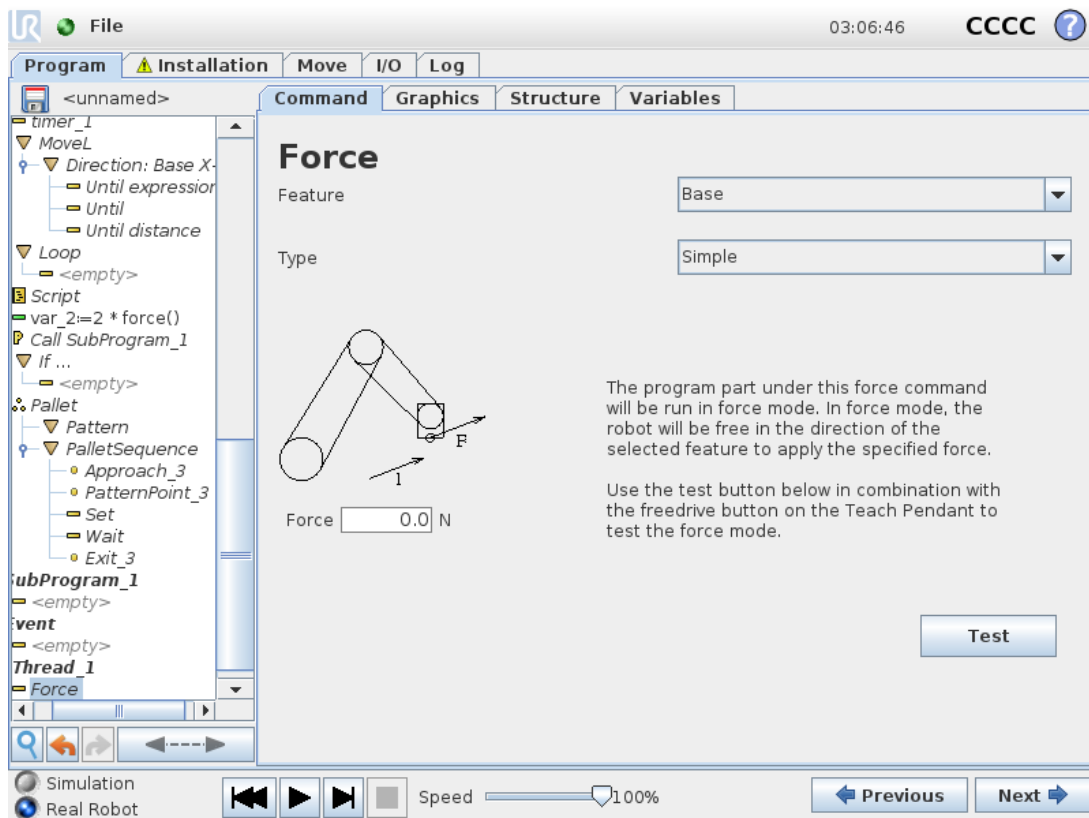 UR File 03:06:46 CCCC ?
Program Installation Move I/O Log
<unnamed>
Command Graphics Structure Variables
timer_1
MoveL
Direction: Base X-
Until expression
Until
Until distance
Loop
<empty>
Script
var_2:=2 * force()
Call SubProgram_1
If ...
<empty>
Pallet
Pattern
PalletSequence
Approach_3
PatternPoint_3
Set
Wait
Exit_3
SubProgram_1
<empty>
Event
<empty>
Thread_1
Force
Force
Feature Base
Type Simple
F
1
Force 0.0 N
The program part under this force command
will be run in force mode. In force mode, the
robot will be free in the direction of the
selected feature to apply the specified force.
Use the test button below in combination with
the freedrive button on the Teach Pendant to
test the force mode.
Test
Simulation
Real Robot
Speed 100%
Previous Next